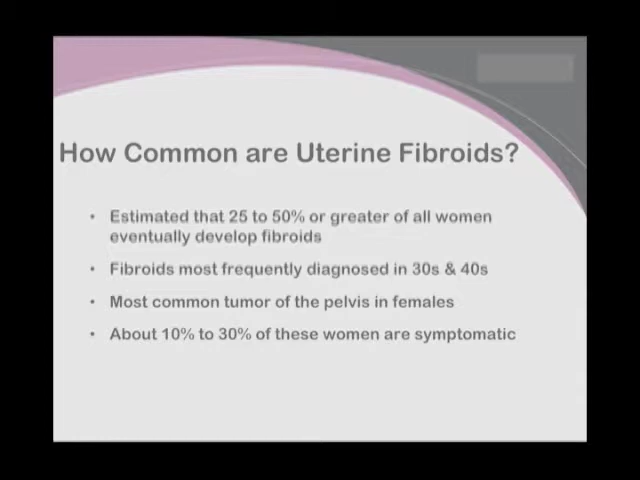 How Common are Uterine Fibroids?
• Estimated that 25 to 50% or greater of all women
eventually develop fibroids
• Fibroids most frequently diagnosed in 30s & 40s
• Most common tumor of the pelvis in females
• About 10% to 30% of these women are symptomatic